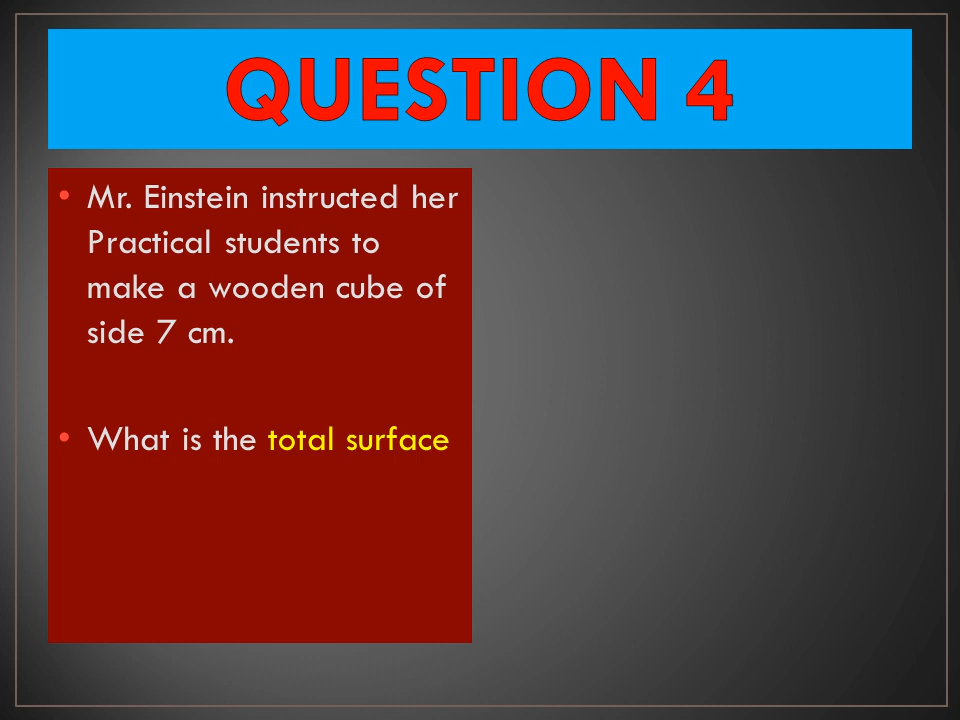 QUESTION 4
• Mr. Einstein instructed her
Practical students to
make a wooden cube of
side 7 cm.
• What is the total surface